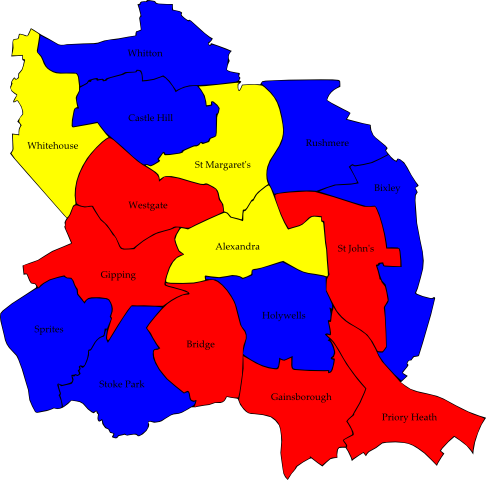 Whitton
Castle Hill
Rushmere
Whitehouse
St Margaret's
Bixley
Westgate
Alexandra
St John's
Gipping
Sprites
Holywells
Bridge
Stoke Park
Gainsborough
Priory Heath